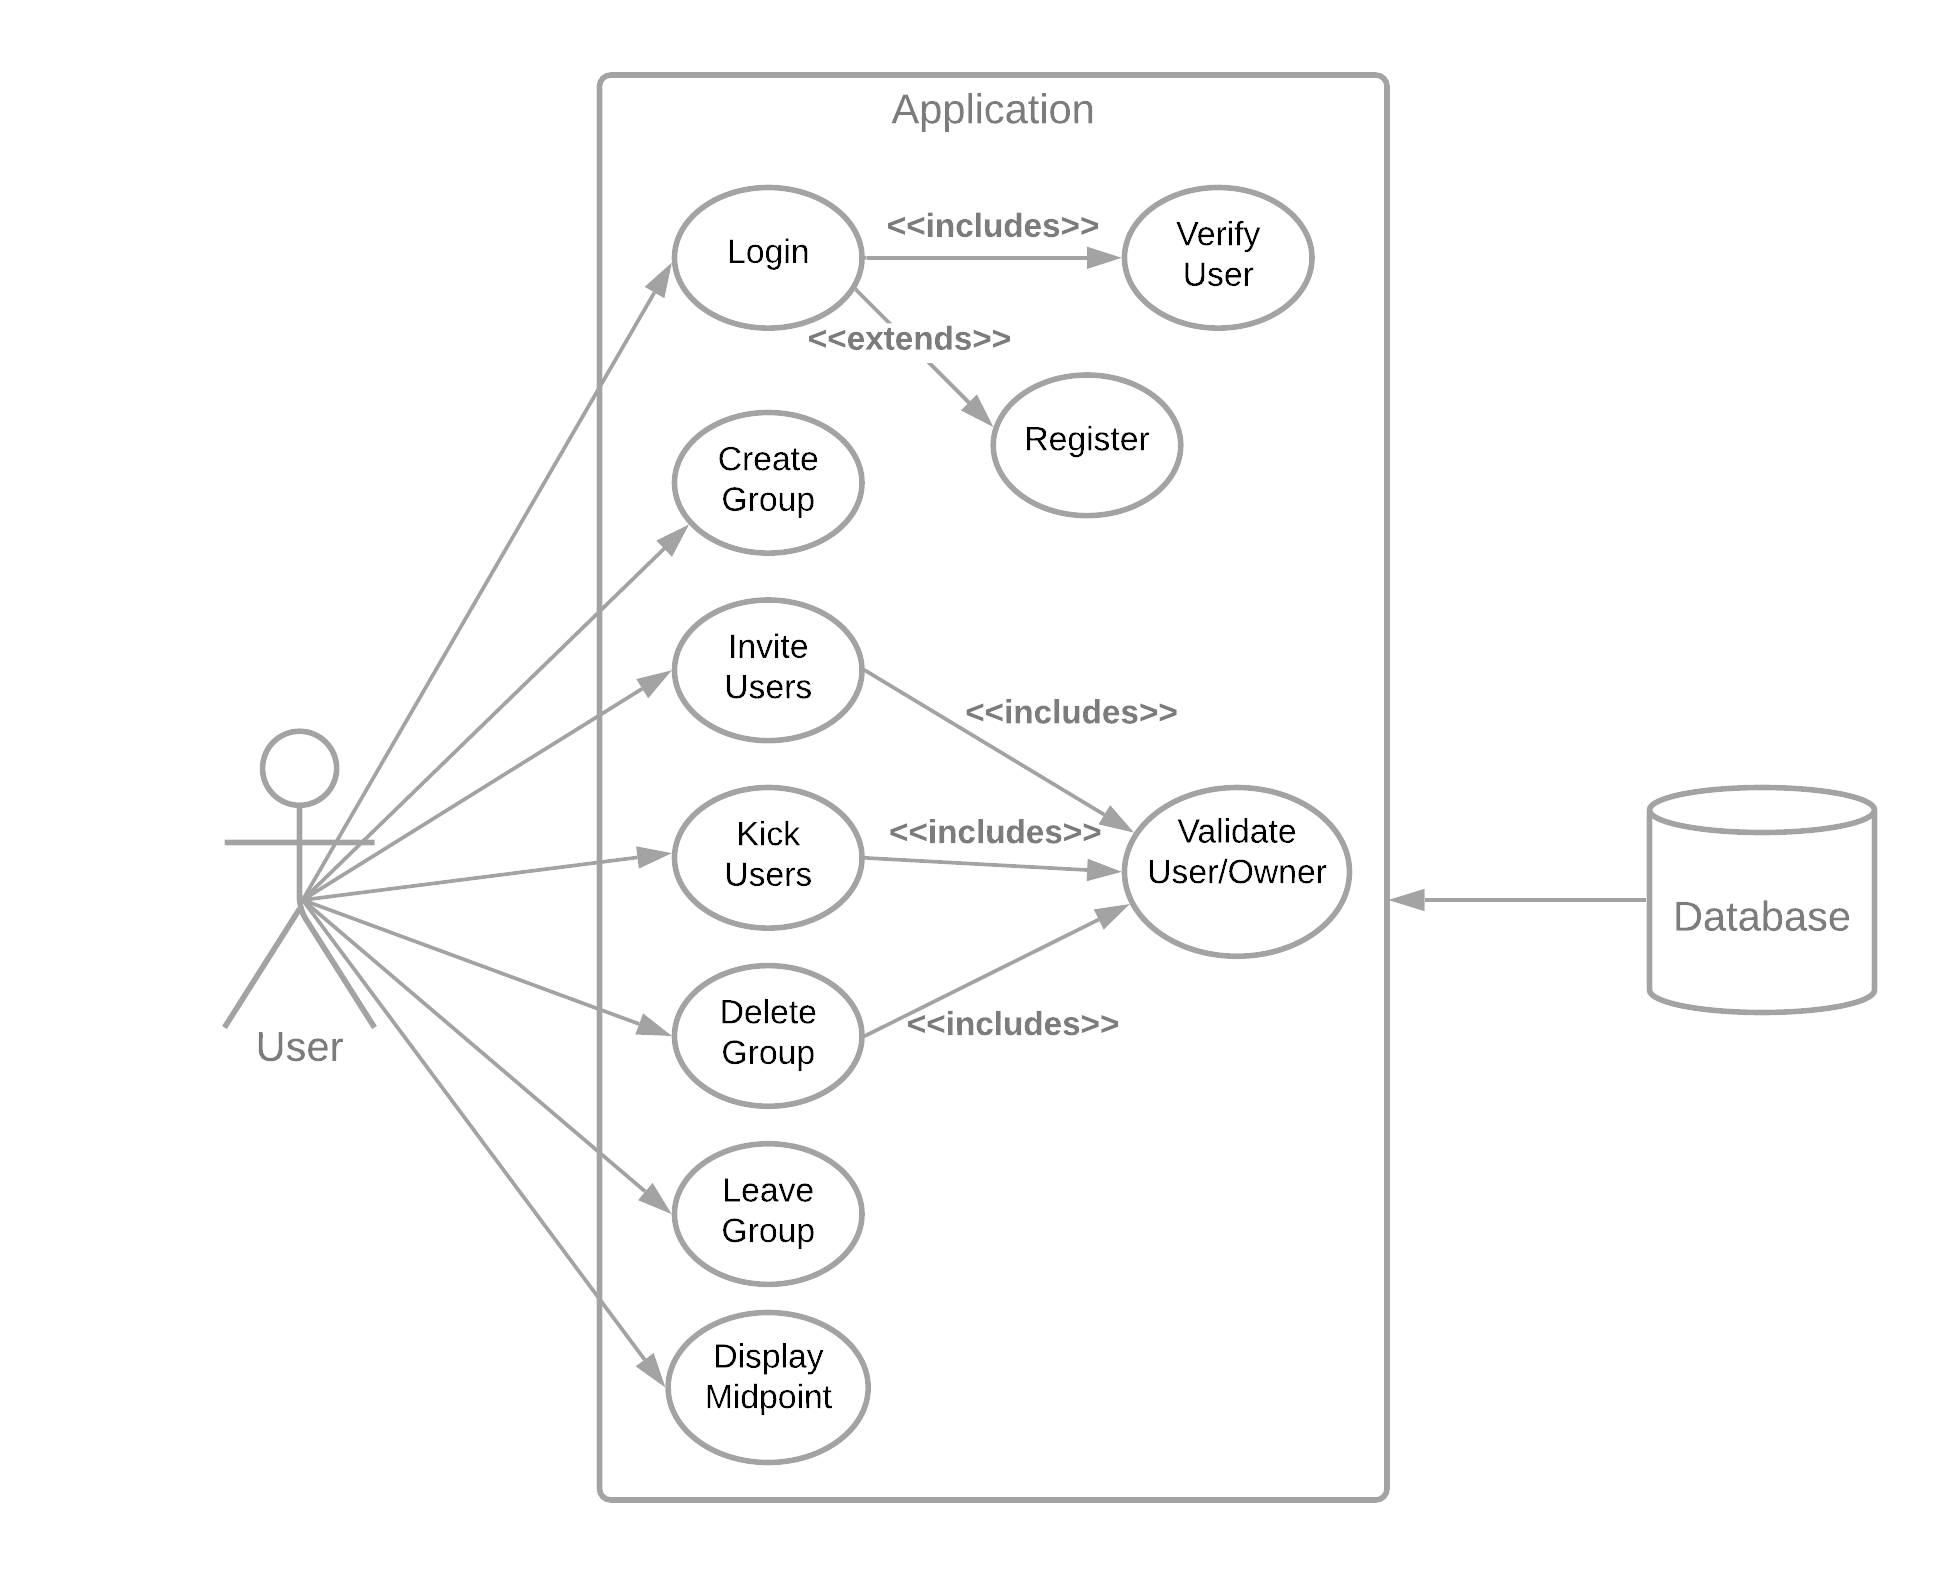 Application
Login
<<includes>>
Verify
User
<<extends>>
Register
Create
Group
Invite
Users
<<includes>>
Kick
Users
<<includes>>
Validate
User/Owner
Database
Delete
Group
<<includes>>
User
Leave
Group
Display
Midpoint